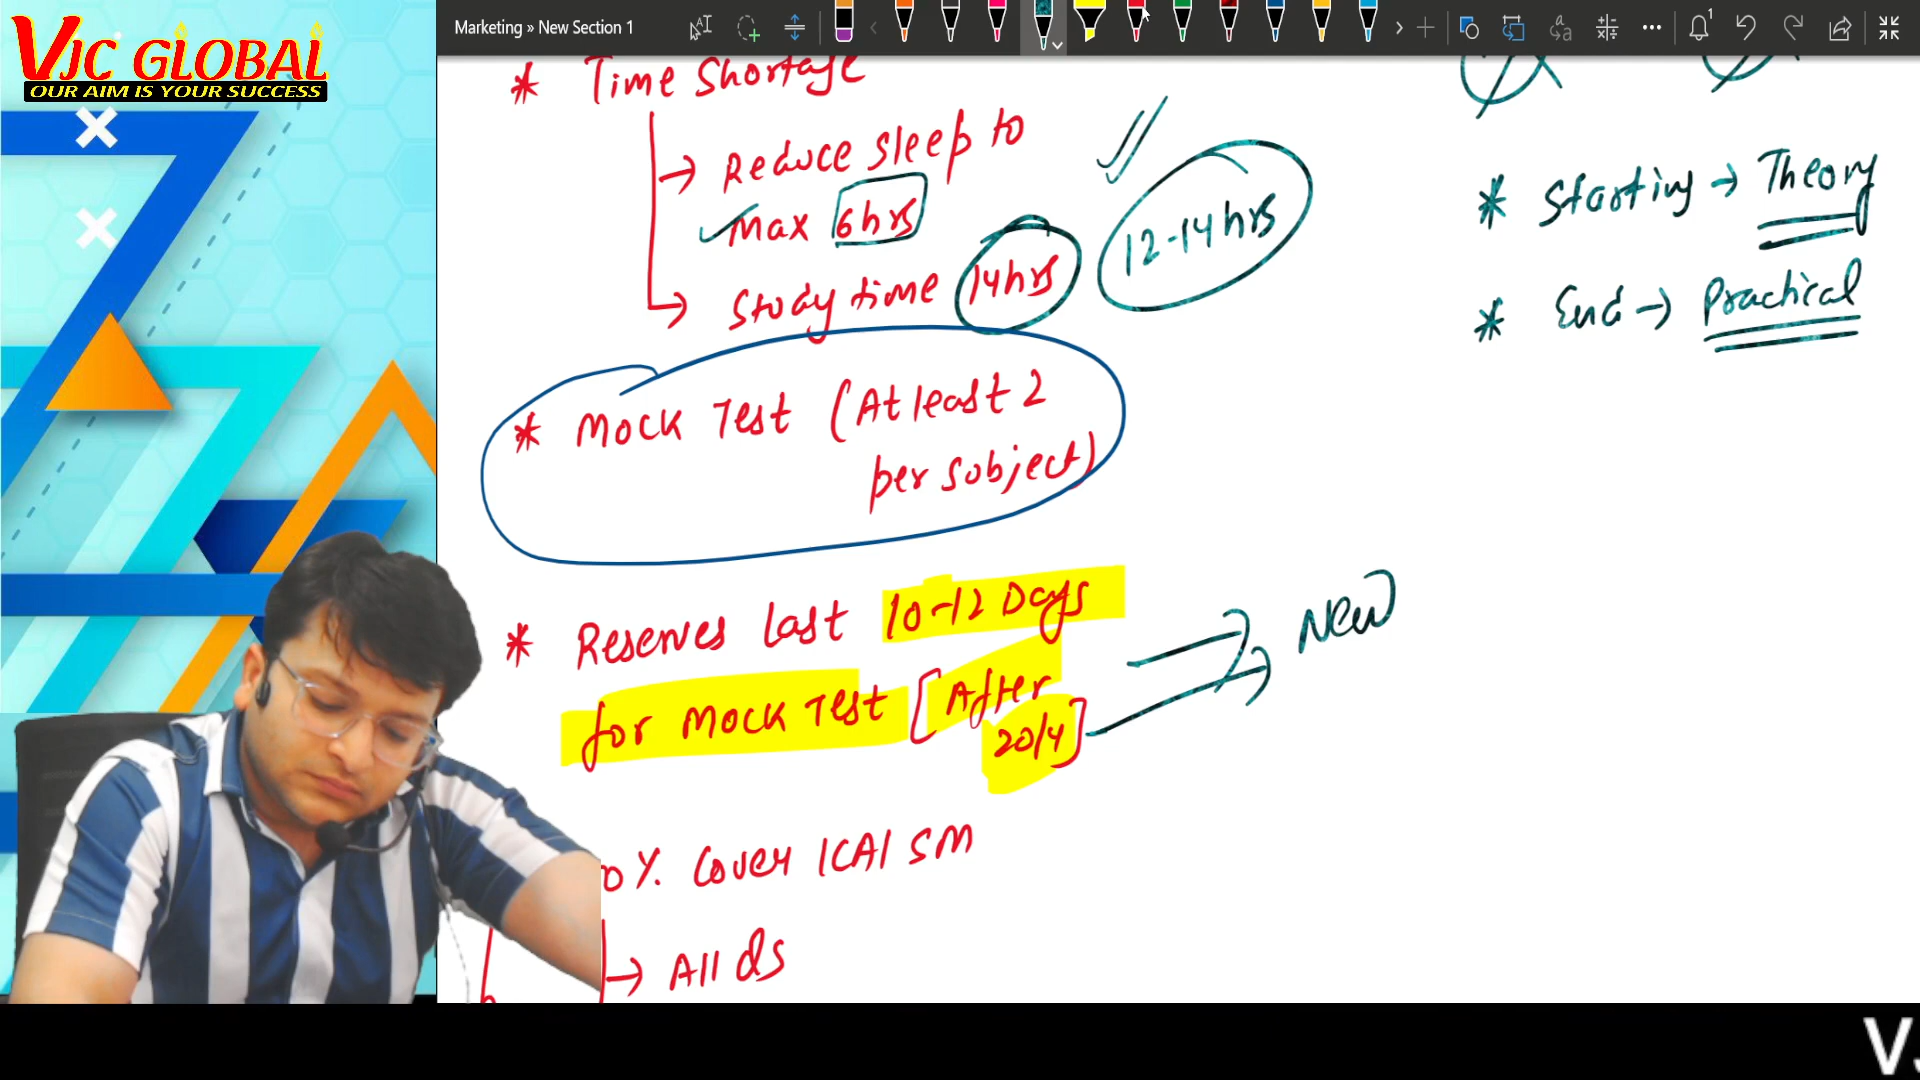 VJC GLOBAL
OUR AIM IS YOUR SUCCESS
Marketing » New Section 1
* Time Shortage
→ Reduce sleep to
Max 6hrs
→ Study time 14hrs
12-14hrs
* Starting → Theory
* End → Practical
* Mock Test (At least 2
per subject)
* Reserves last 10-12 Days
for Mock Test [After
20/4]
New
0% Cover ICAI SM
→ All
V